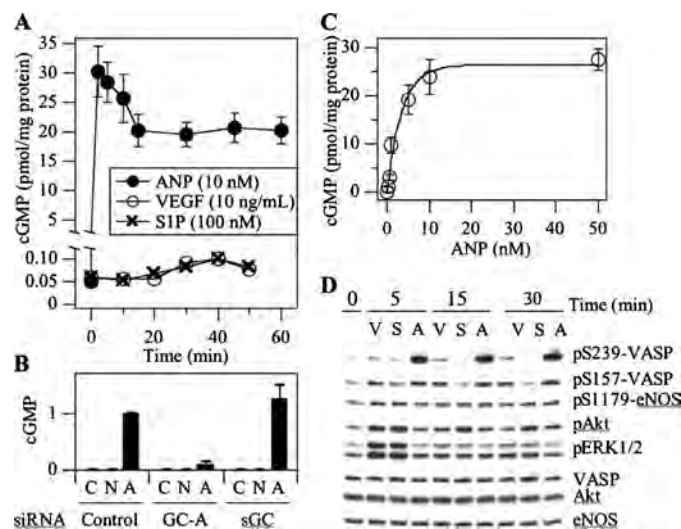 A
35
30
25
20
15
10
5
0
0.10
0.05
0
cGMP (pmol/mg protein)
ANP (10 nM)
VEGF (10 ng/mL)
S1P (100 nM)
0 20 40 60
Time (min)
B
cGMP
1
0
C N A C N A C N A
siRNA Control GC-A sGC
C
cGMP (pmol/mg protein)
30
20
10
0
0 10 20 30 40 50
ANP (nM)
D
0 5 15 30 Time (min)
V S A V S A V S A
pS239-VASP
pS157-VASP
pS1179-eNOS
pAkt
pERK1/2
VASP
Akt
eNOS